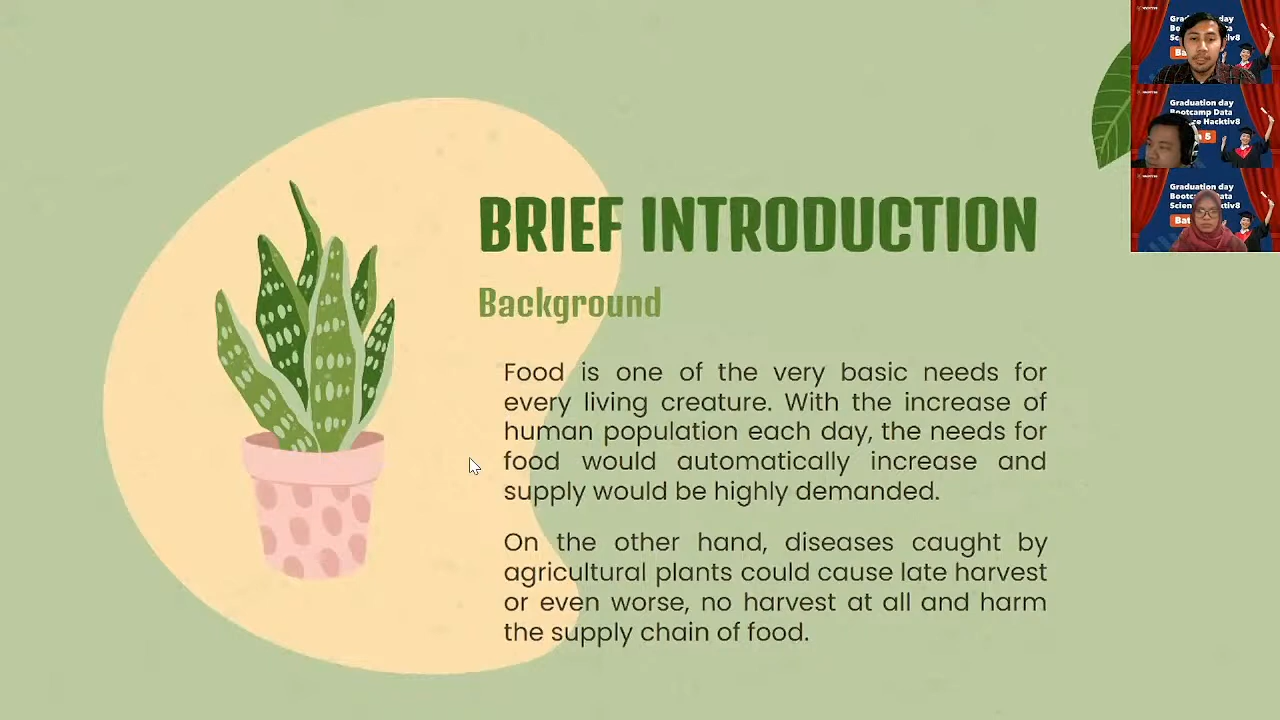 BRIEF INTRODUCTION
Background
Food is one of the very basic needs for
every living creature. With the increase of
human population each day, the needs for
food would automatically increase and
supply would be highly demanded.
On the other hand, diseases caught by
agricultural plants could cause late harvest
or even worse, no harvest at all and harm
the supply chain of food.
Graduation day
Bootcamp Data
Hacktiv8
Graduation day
Bootcamp Data
Hacktiv8
5
Graduation day
Data
Hacktiv8